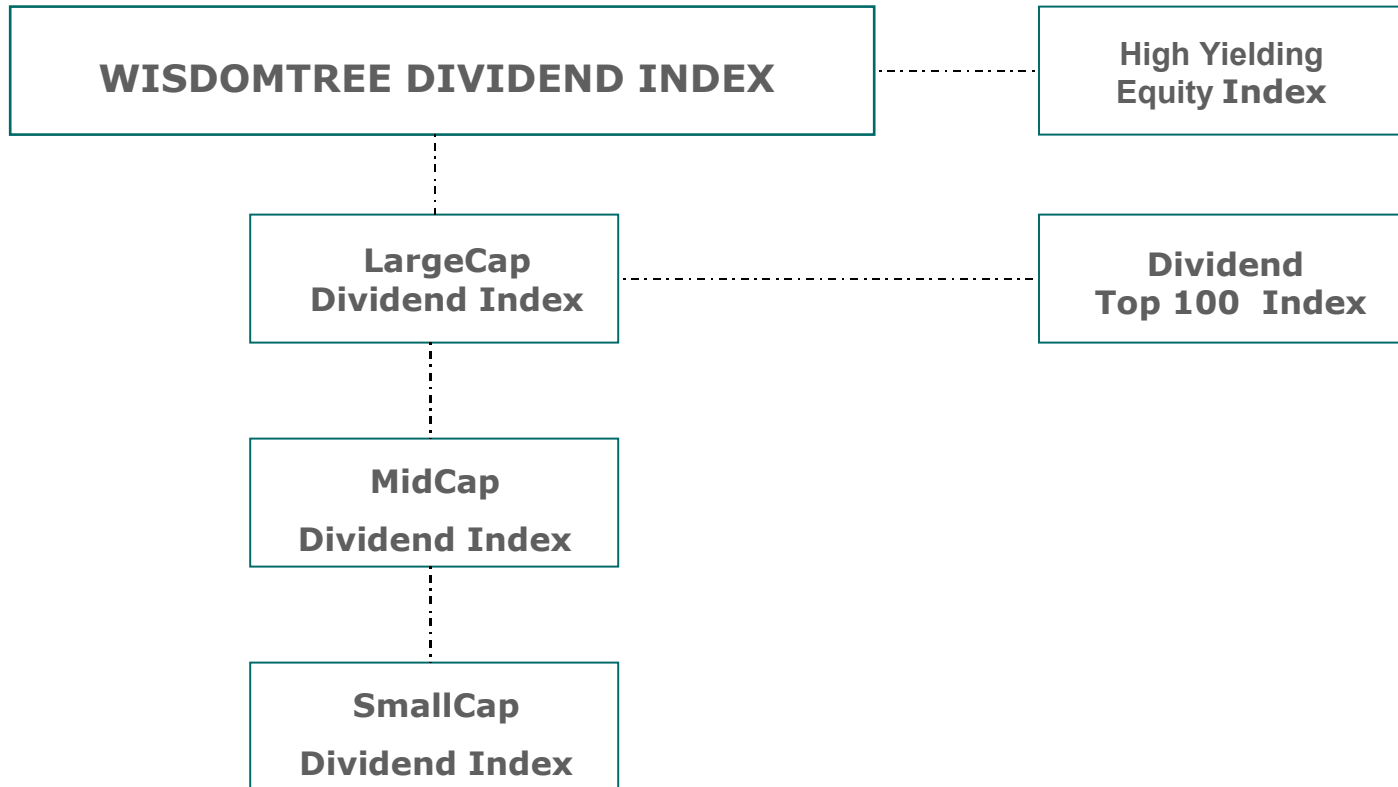 WISDOMTREE DIVIDEND INDEX
High Yielding
Equity Index
LargeCap
Dividend Index
Dividend
Top 100  Index
MidCap
Dividend Index
SmallCap
Dividend Index